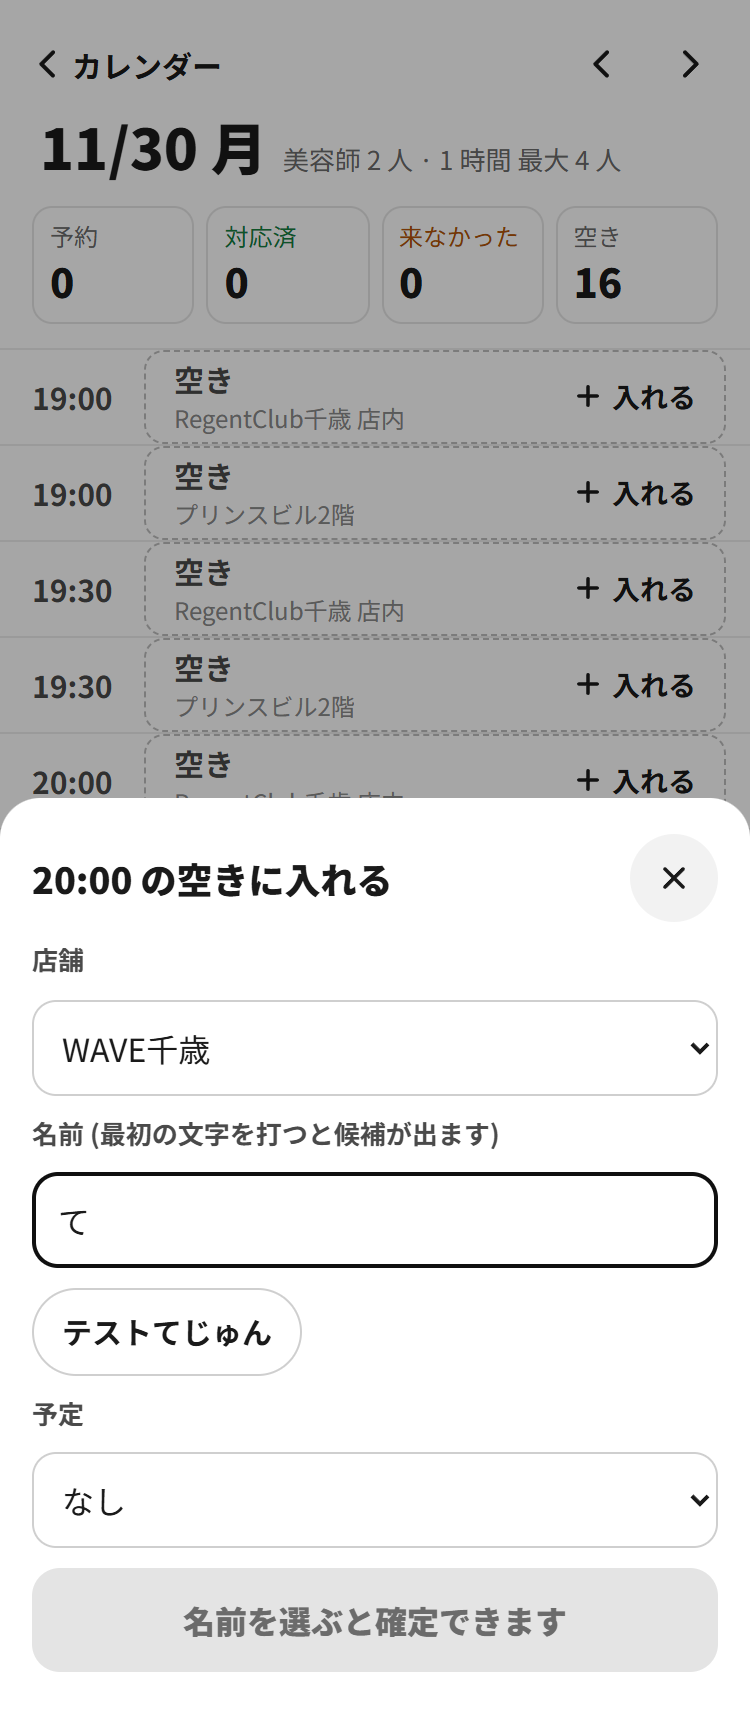 カレンダー
11/30 月 美容師 2 人 · 1 時間 最大 4 人
予約 対応済 来なかった 空き
0 0 0 16
19:00 空き RegentClub千歳 店内 + 入れる
19:00 空き プリンスビル2階 + 入れる
19:30 空き RegentClub千歳 店内 + 入れる
19:30 空き プリンスビル2階 + 入れる
20:00 空き + 入れる
20:00 の空きに入れる
店舗
WAVE千歳
名前 (最初の文字を打つと候補が出ます)
て
テストてじゅん
予定
なし
名前を選ぶと確定できます